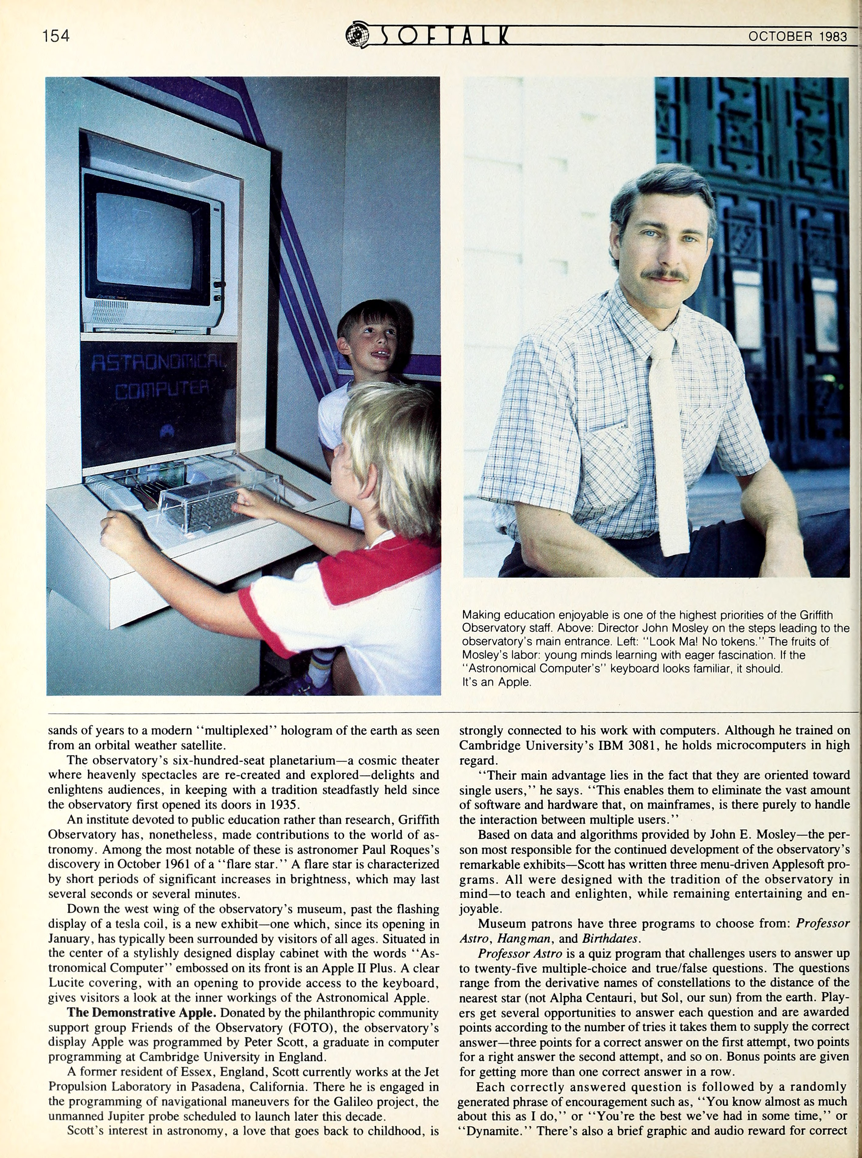 154
SOFTALK
OCTOBER 1983
ASTRONOMICAL
COMPUTER
Making education enjoyable is one of the highest priorities of the Griffith
Observatory staff. Above: Director John Mosley on the steps leading to the
observatory's main entrance. Left: ''Look Ma! No tokens.'' The fruits of
Mosley's labor: young minds learning with eager fascination. If the
''Astronomical Computer's'' keyboard looks familiar, it should.
It's an Apple.
sands of years to a modern ''multiplexed'' hologram of the earth as seen
from an orbital weather satellite.
The observatory's six-hundred-seat planetarium—a cosmic theater
where heavenly spectacles are re-created and explored—delights and
enlightens audiences, in keeping with a tradition steadfastly held since
the observatory first opened its doors in 1935.
An institute devoted to public education rather than research, Griffith
Observatory has, nonetheless, made contributions to the world of as-
tronomy. Among the most notable of these is astronomer Paul Roques's
discovery in October 1961 of a ''flare star.'' A flare star is characterized
by short periods of significant increases in brightness, which may last
several seconds or several minutes.
Down the west wing of the observatory's museum, past the flashing
display of a tesla coil, is a new exhibit—one which, since its opening in
January, has typically been surrounded by visitors of all ages. Situated in
the center of a stylishly designed display cabinet with the words ''As-
tronomical Computer'' embossed on its front is an Apple II Plus. A clear
Lucite covering, with an opening to provide access to the keyboard,
gives visitors a look at the inner workings of the Astronomical Apple.
The Demonstrative Apple. Donated by the philanthropic community
support group Friends of the Observatory (FOTO), the observatory's
display Apple was programmed by Peter Scott, a graduate in computer
programming at Cambridge University in England.
A former resident of Essex, England, Scott currently works at the Jet
Propulsion Laboratory in Pasadena, California. There he is engaged in
the programming of navigational maneuvers for the Galileo project, the
unmanned Jupiter probe scheduled to launch later this decade.
Scott's interest in astronomy, a love that goes back to childhood, is
strongly connected to his work with computers. Although he trained on
Cambridge University's IBM 3081, he holds microcomputers in high
regard.
''Their main advantage lies in the fact that they are oriented toward
single users,'' he says. ''This enables them to eliminate the vast amount
of software and hardware that, on mainframes, is there purely to handle
the interaction between multiple users.''
Based on data and algorithms provided by John E. Mosley—the per-
son most responsible for the continued development of the observatory's
remarkable exhibits—Scott has written three menu-driven Applesoft pro-
grams. All were designed with the tradition of the observatory in
mind—to teach and enlighten, while remaining entertaining and en-
joyable.
Museum patrons have three programs to choose from: Professor
Astro, Hangman, and Birthdates.
Professor Astro is a quiz program that challenges users to answer up
to twenty-five multiple-choice and true/false questions. The questions
range from the derivative names of constellations to the distance of the
nearest star (not Alpha Centauri, but Sol, our sun) from the earth. Play-
ers get several opportunities to answer each question and are awarded
points according to the number of tries it takes them to supply the correct
answer—three points for a correct answer on the first attempt, two points
for a right answer the second attempt, and so on. Bonus points are given
for getting more than one correct answer in a row.
Each correctly answered question is followed by a randomly
generated phrase of encouragement such as, ''You know almost as much
about this as I do,'' or ''You're the best we've had in some time,'' or
''Dynamite.'' There's also a brief graphic and audio reward for correct